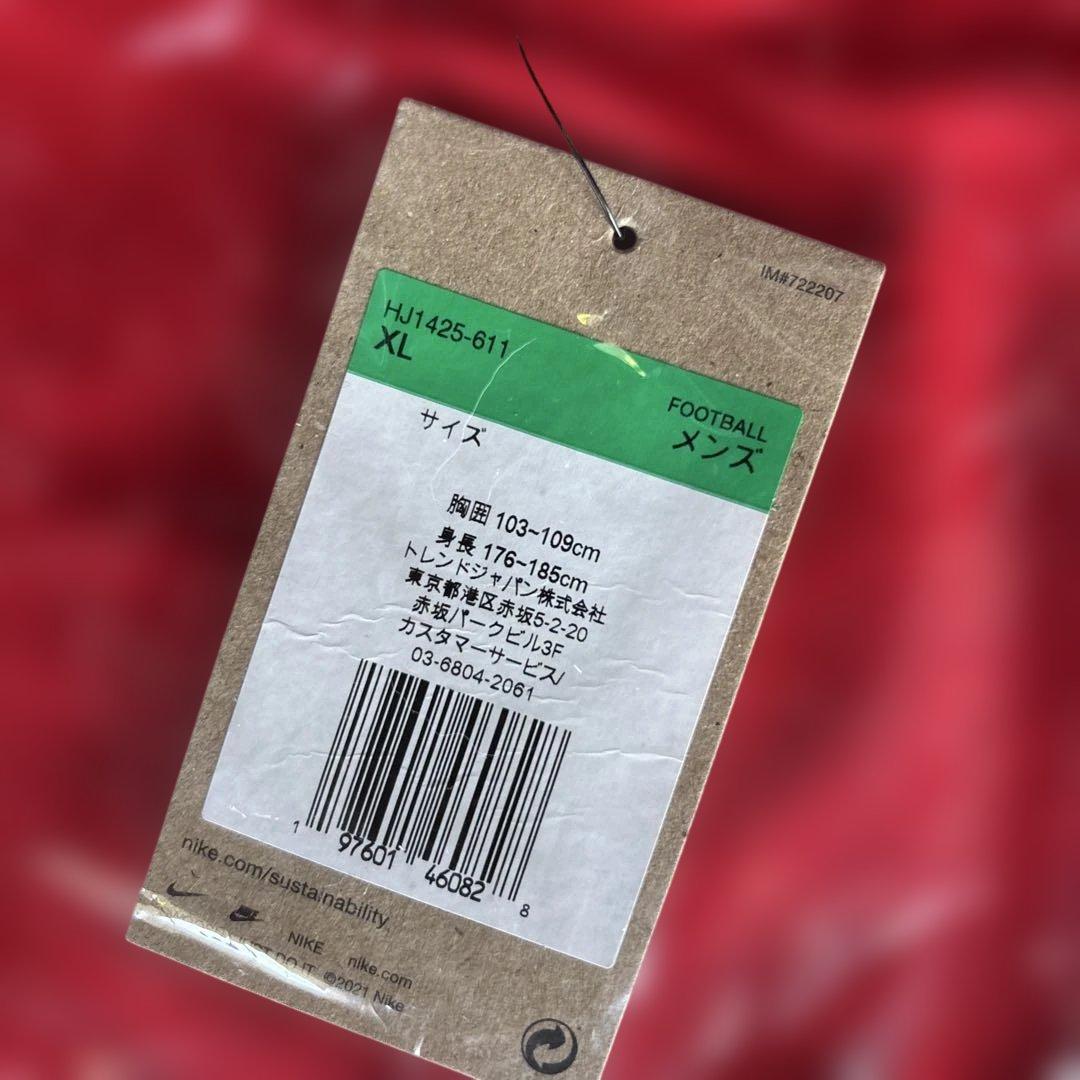 IM#722207
HJ1425-611
XL
FOOTBALL
メンズ
サイズ
胸囲 103~109cm
身長 176~185cm
トレンドジャパン株式会社
東京都港区赤坂5-2-20
赤坂パークビル3F
カスタマーサービス/
03-6804-2061
1 97601 46082 8
nike.com/sustainability
NIKE nike.com
JUST DO IT ©2021 Nike